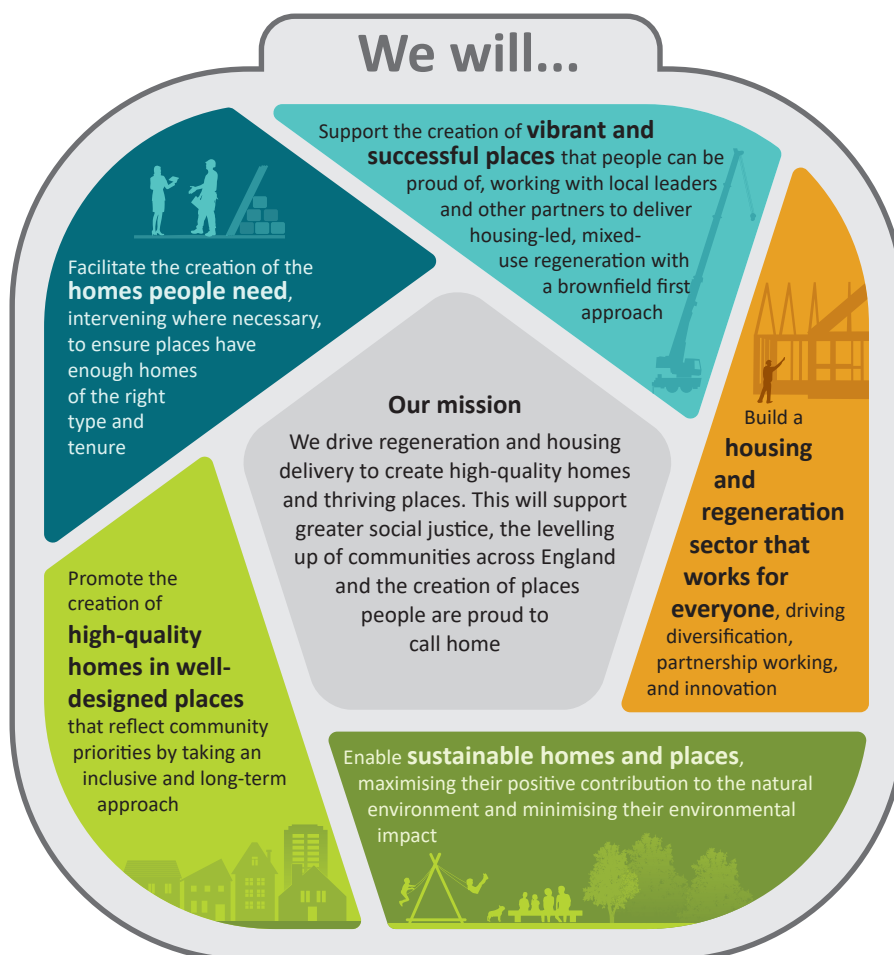 We will...
Support the creation of vibrant and
successful places that people can be
proud of, working with local leaders
and other partners to deliver
housing-led, mixed-
use regeneration with
a brownfield first
approach
Build a
housing
and
regeneration
sector that
works for
everyone, driving
diversification,
partnership working,
and innovation
Enable sustainable homes and places,
maximising their positive contribution to the natural
environment and minimising their environmental
impact
Promote the
creation of
high-quality
homes in well-
designed places
that reflect community
priorities by taking an
inclusive and long-term
approach
Facilitate the creation of the
homes people need,
intervening where necessary,
to ensure places have
enough homes
of the right
type and
tenure
Our mission
We drive regeneration and housing
delivery to create high-quality homes
and thriving places. This will support
greater social justice, the levelling
up of communities across England
and the creation of places
people are proud to
call home